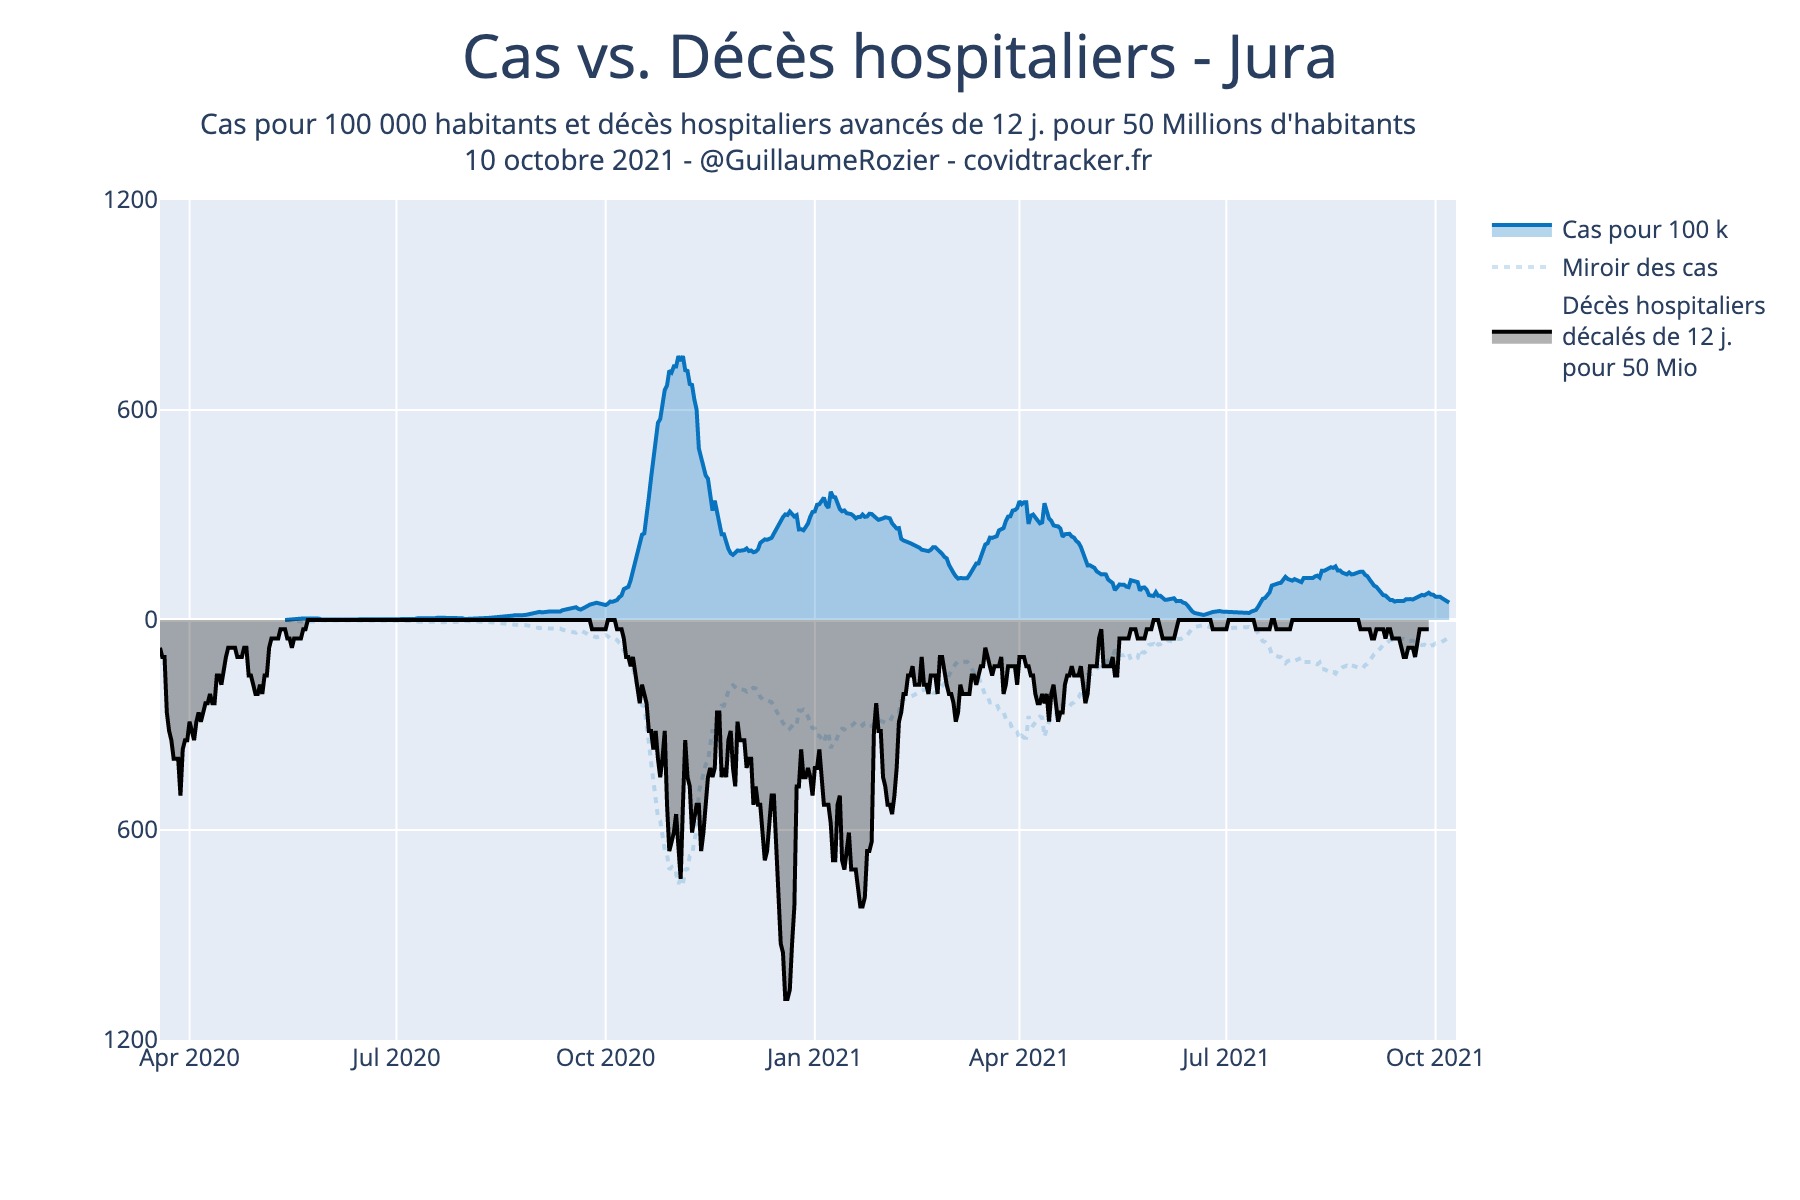 Cas vs. Décès hospitaliers - Jura
Cas pour 100 000 habitants et décès hospitaliers avancés de 12 j. pour 50 Millions d'habitants
10 octobre 2021 - @GuillaumeRozier - covidtracker.fr
1200
600
0
600
1200
Apr 2020
Jul 2020
Oct 2020
Jan 2021
Apr 2021
Jul 2021
Oct 2021
Cas pour 100 k
Miroir des cas
Décès hospitaliers
décalés de 12 j.
pour 50 Mio